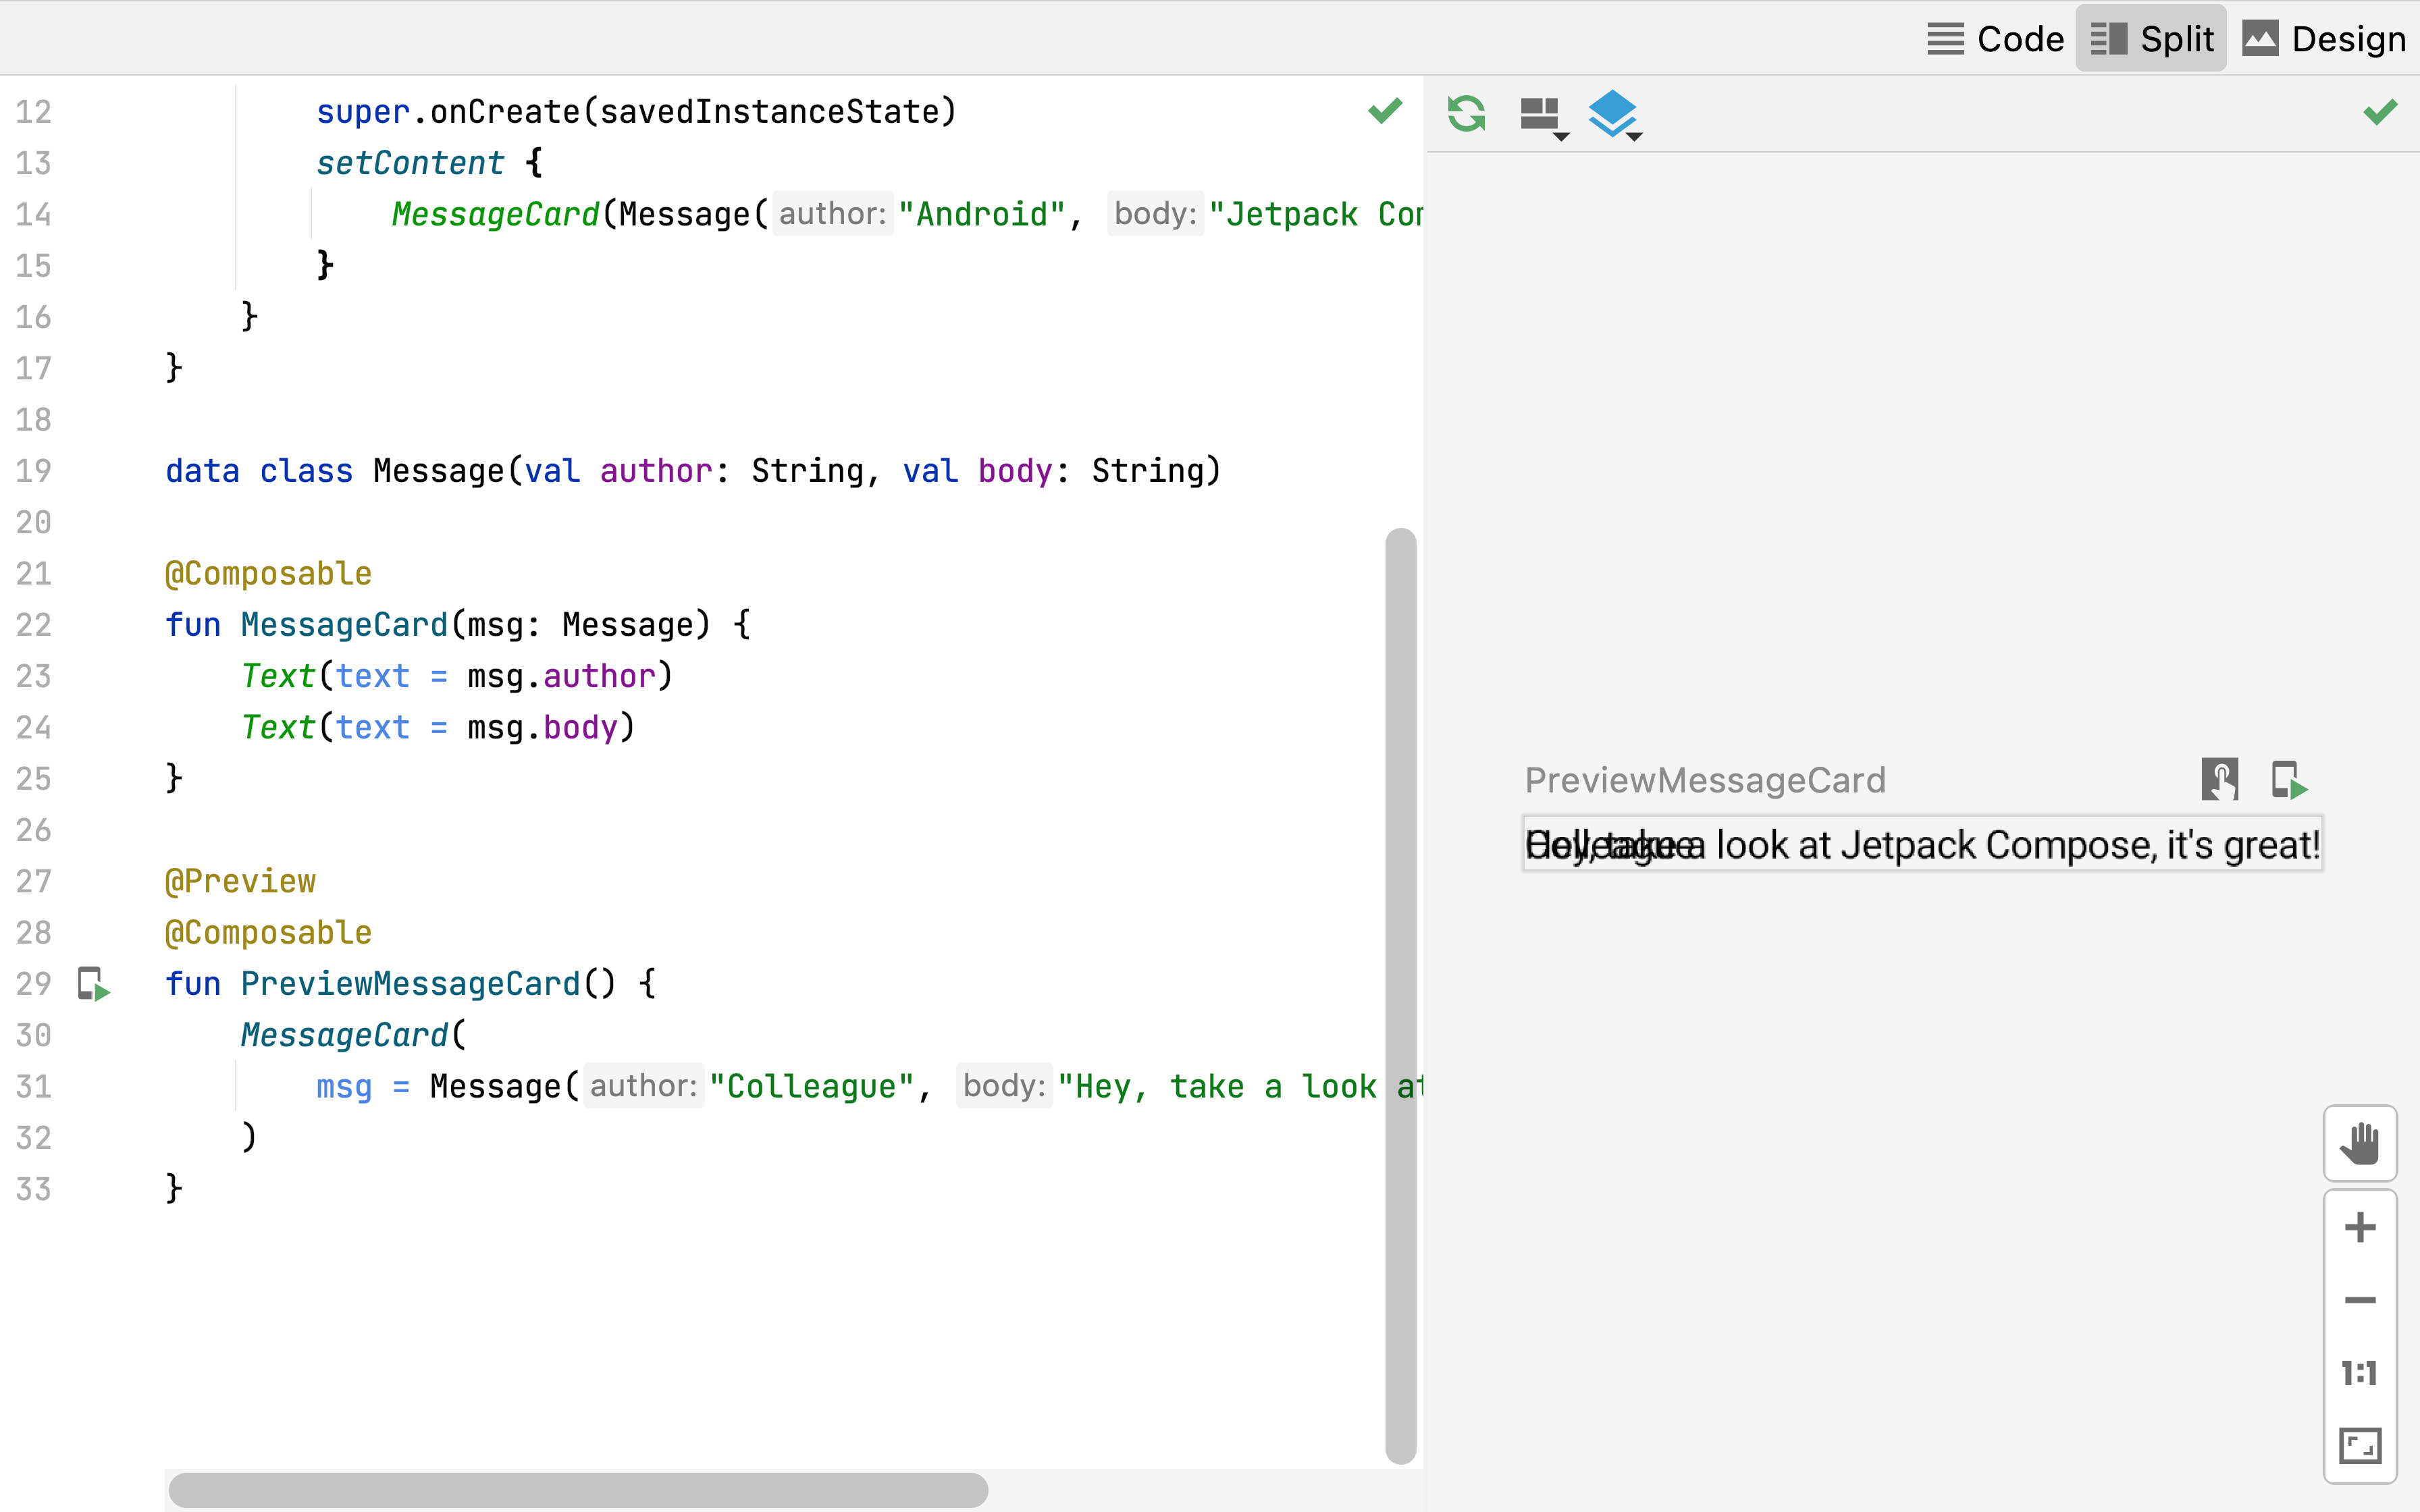 Code Split Design
12 super.onCreate(savedInstanceState)
13 setContent {
14 MessageCard(Message( author: "Android", body: "Jetpack Com
15 }
16 }
17 }
18
19 data class Message(val author: String, val body: String)
20
21 @Composable
22 fun MessageCard(msg: Message) {
23 Text(text = msg.author)
24 Text(text = msg.body)
25 }
26
27 @Preview
28 @Composable
29 fun PreviewMessageCard() {
30 MessageCard(
31 msg = Message( author: "Colleague", body: "Hey, take a look at
32 )
33 }
PreviewMessageCard
Colleague
Hey, take a look at Jetpack Compose, it's great!
1:1